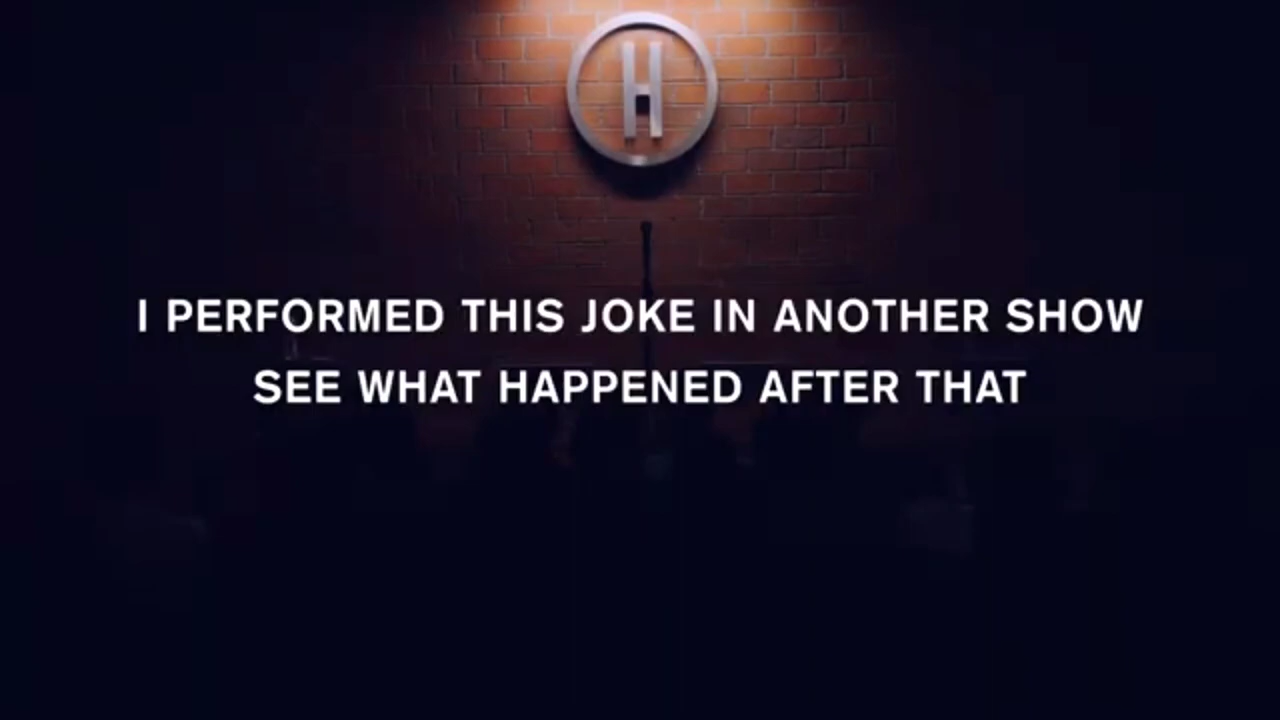 H
I PERFORMED THIS JOKE IN ANOTHER SHOW
SEE WHAT HAPPENED AFTER THAT